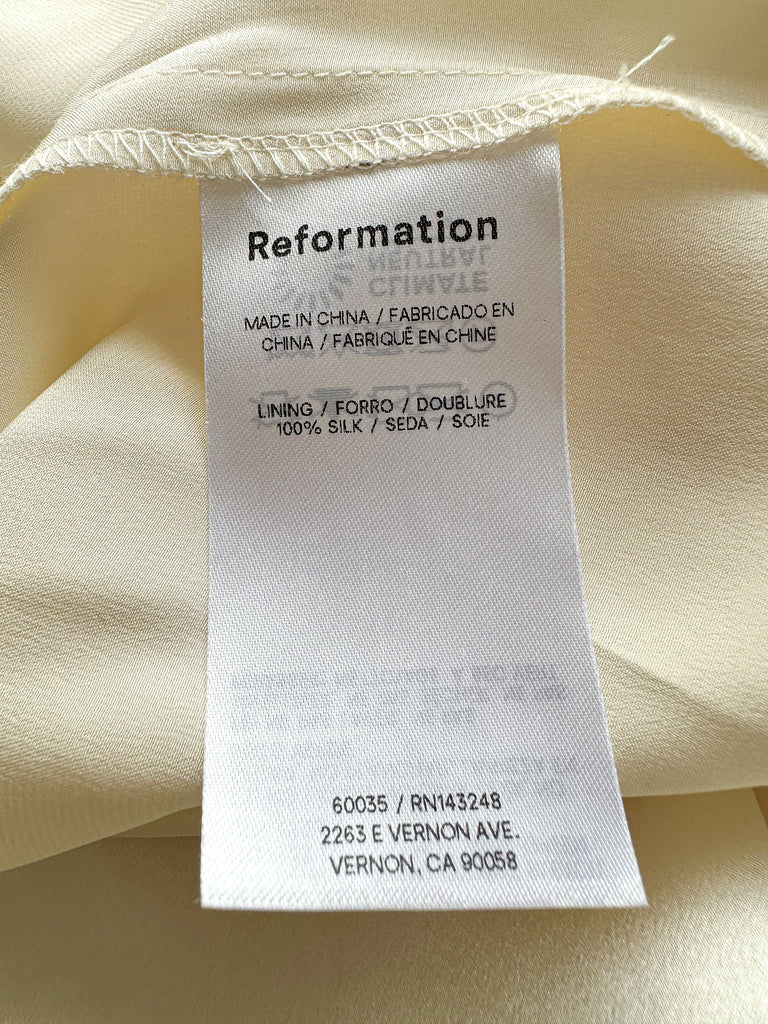 Reformation
MADE IN CHINA / FABRICADO EN
CHINA / FABRIQUÉ EN CHINE
LINING / FORRO / DOUBLURE
100% SILK / SEDA / SOIE
60035 / RN143248
2263 E VERNON AVE.
VERNON, CA 90058